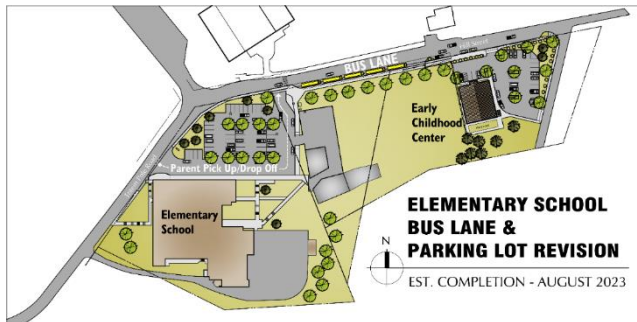 BUS LANE
Early
Childhood
Center
Parent Pick Up/Drop Off
Elementary
School
ELEMENTARY SCHOOL
BUS LANE &
PARKING LOT REVISION
N
EST. COMPLETION - AUGUST 2023